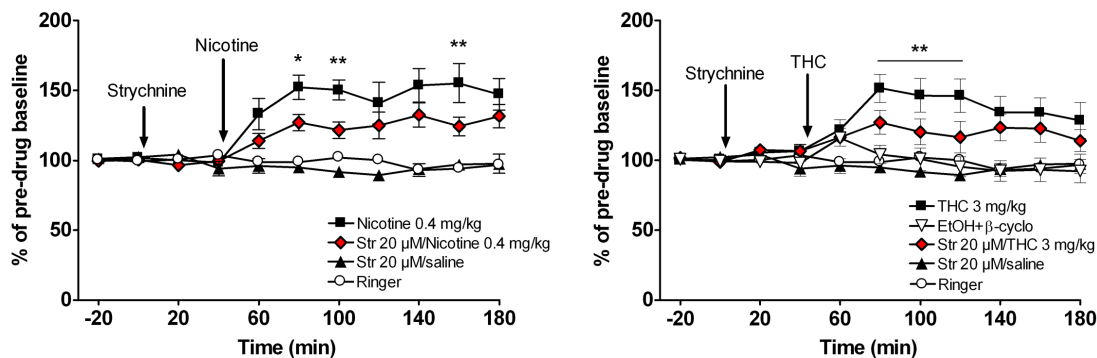 200
150
100
50
0
% of pre-drug baseline
Strychnine
Nicotine
* ** **
Nicotine 0.4 mg/kg
Str 20 µM/Nicotine 0.4 mg/kg
Str 20 µM/saline
Ringer
-20 20 60 100 140 180
Time (min)
200
150
100
50
0
% of pre-drug baseline
Strychnine
THC
**
THC 3 mg/kg
EtOH+β-cyclo
Str 20 µM/THC 3 mg/kg
Str 20 µM/saline
Ringer
-20 20 60 100 140 180
Time (min)